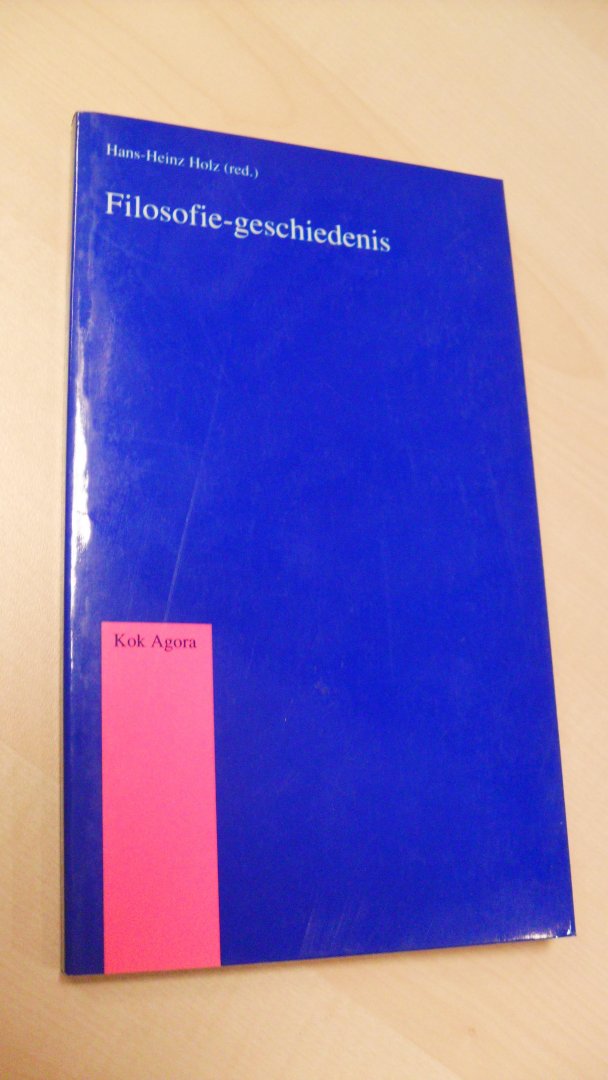 Hans-Heinz Holz (red.)
Filosofie-geschiedenis
Kok Agora